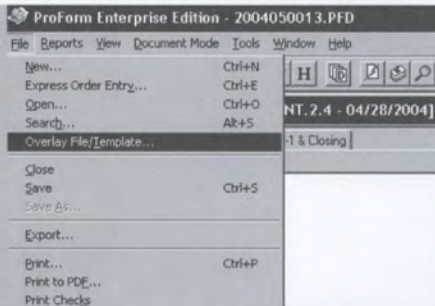 ProForm Enterprise Edition - 2004050013.PFD
File Reports View Document Mode Tools Window Help
New... Ctrl+N
Express Order Entry... Ctrl+E
Open... Ctrl+O
Search... Alt+S
Overlay File/Template...
Close
Save Ctrl+S
Save As...
Export...
Print... Ctrl+P
Print to PDF...
Print Checks
H
NT.2.4 - 04/28/2004]
-1 & Closing